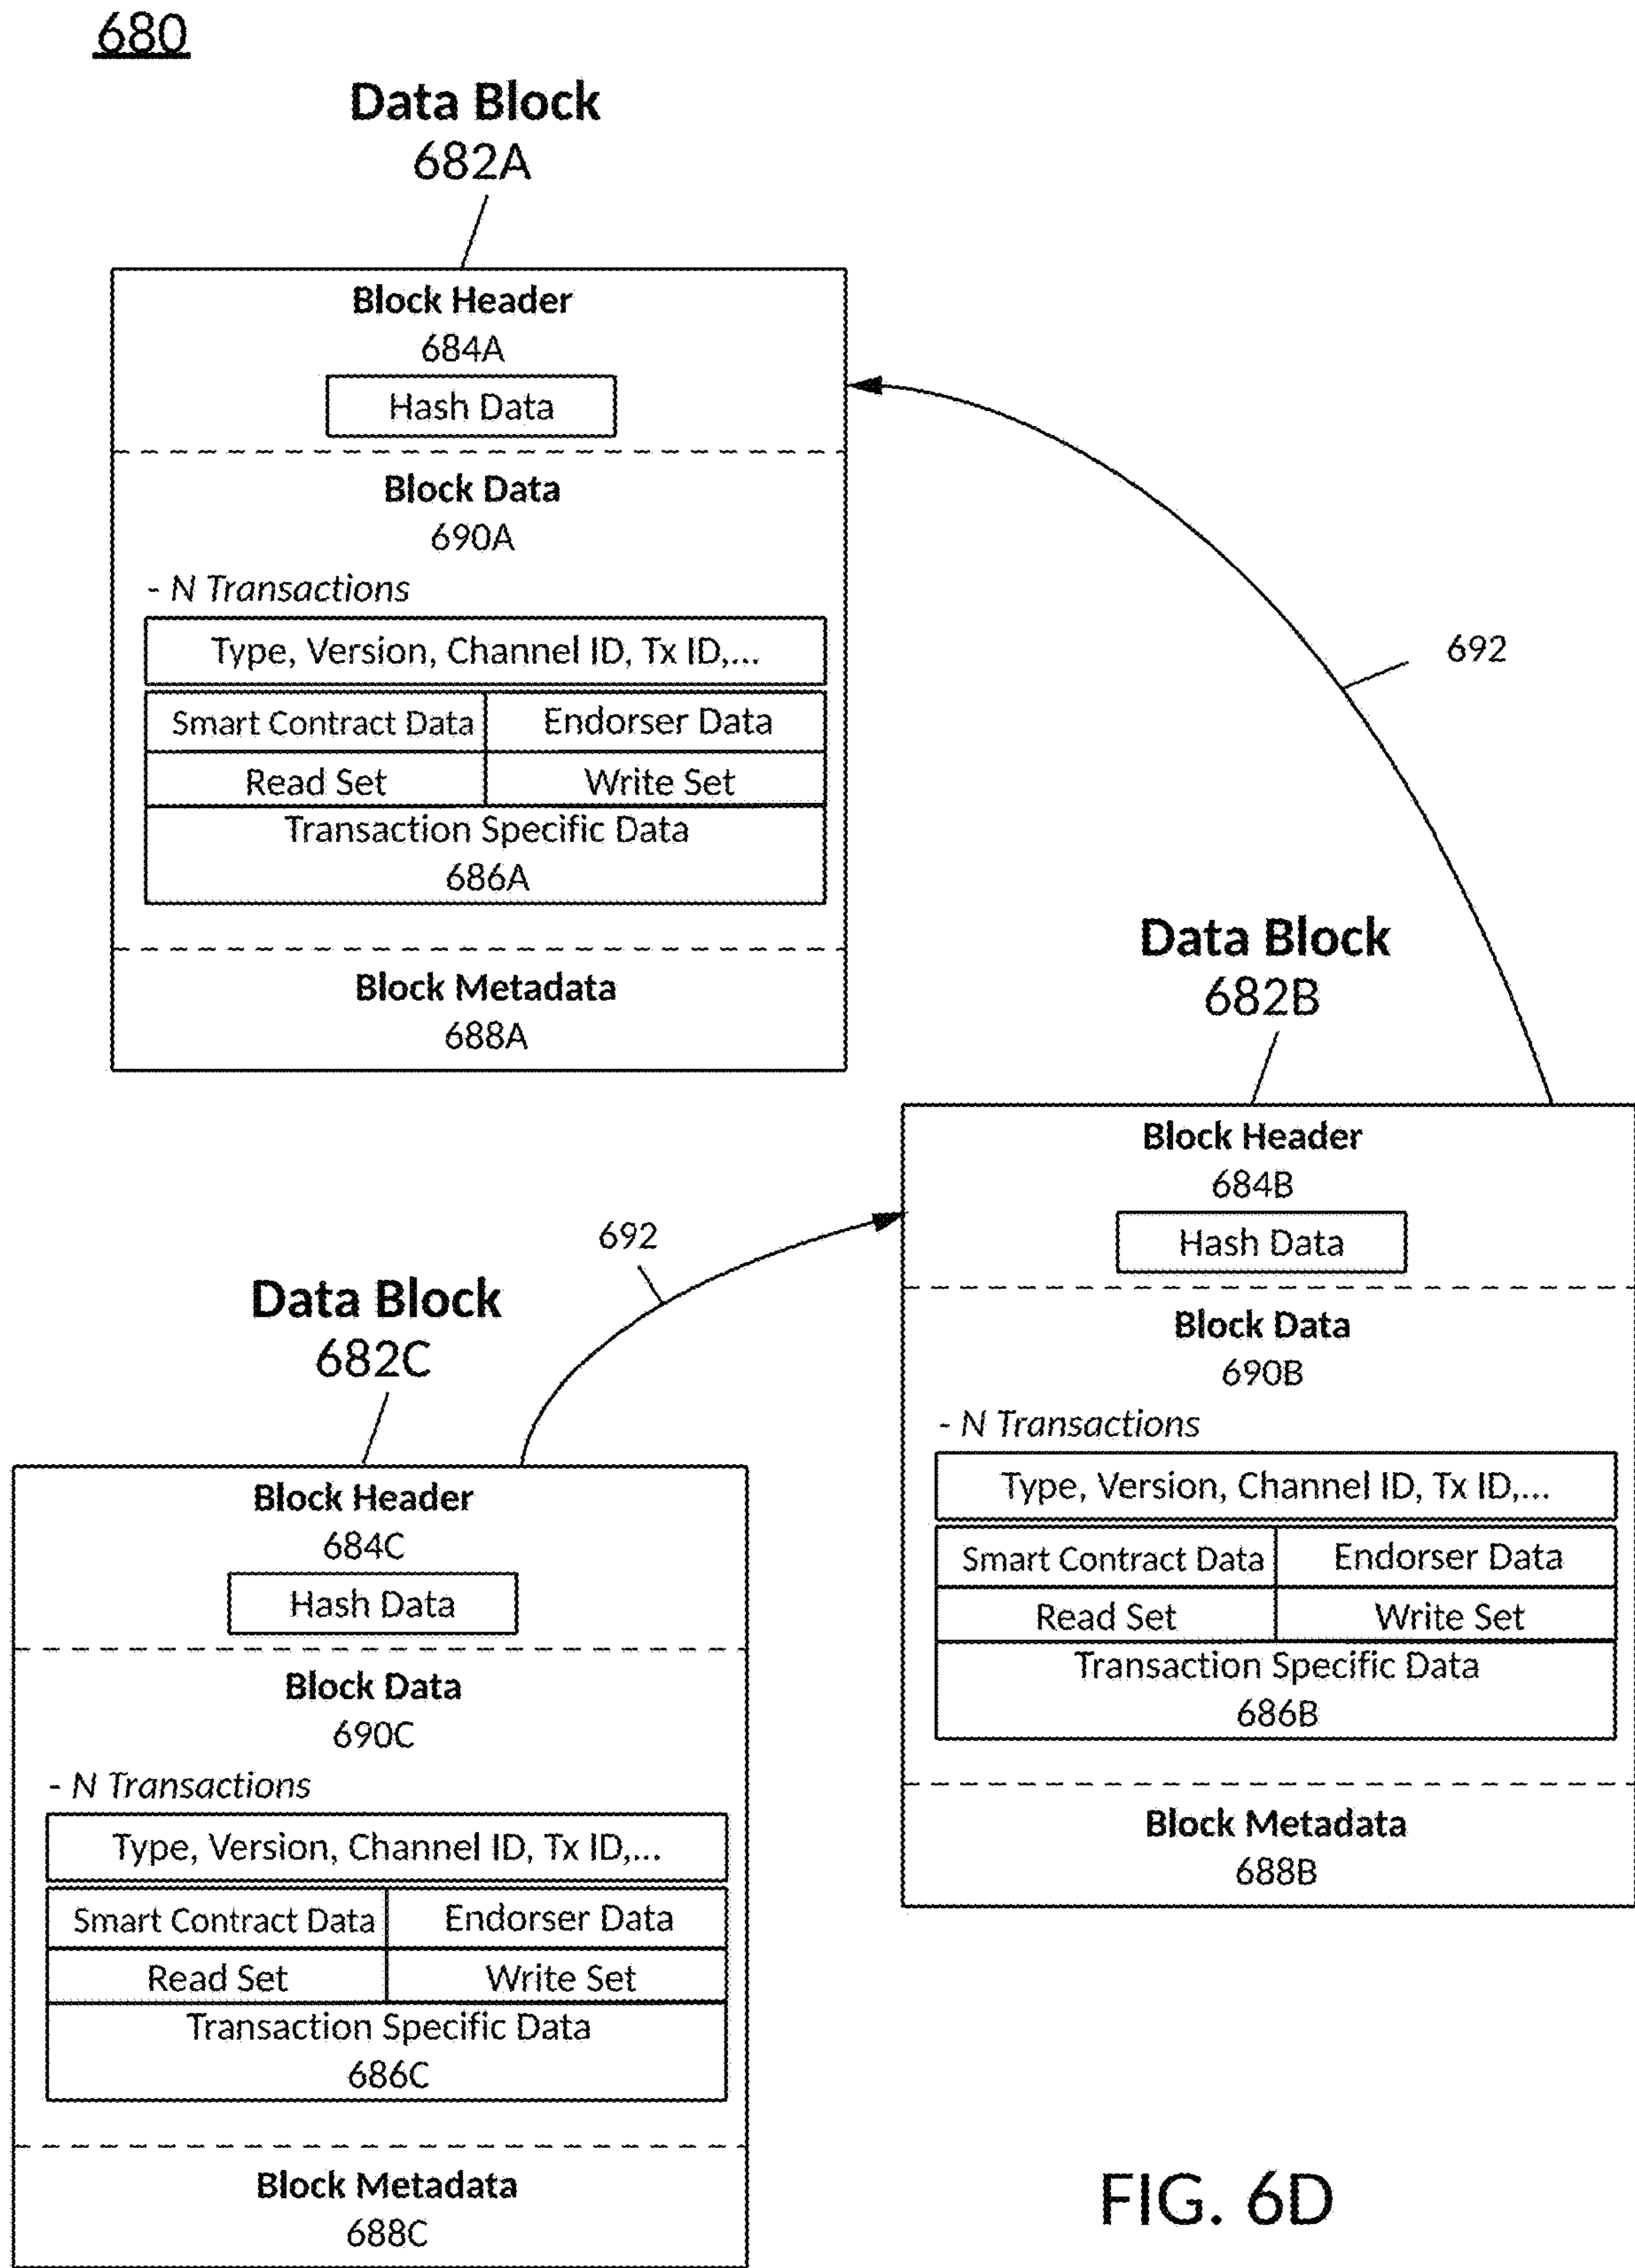 680
Data Block
682A
Block Header
684A
Hash Data
Block Data
690A
- N Transactions
Type, Version, Channel ID, Tx ID,...
Smart Contract Data Endorser Data
Read Set Write Set
Transaction Specific Data
686A
Block Metadata
688A
692
Data Block
682B
Block Header
684B
Hash Data
Block Data
690B
- N Transactions
Type, Version, Channel ID, Tx ID,...
Smart Contract Data Endorser Data
Read Set Write Set
Transaction Specific Data
686B
Block Metadata
688B
692
Data Block
682C
Block Header
684C
Hash Data
Block Data
690C
- N Transactions
Type, Version, Channel ID, Tx ID,...
Smart Contract Data Endorser Data
Read Set Write Set
Transaction Specific Data
686C
Block Metadata
688C
FIG. 6D